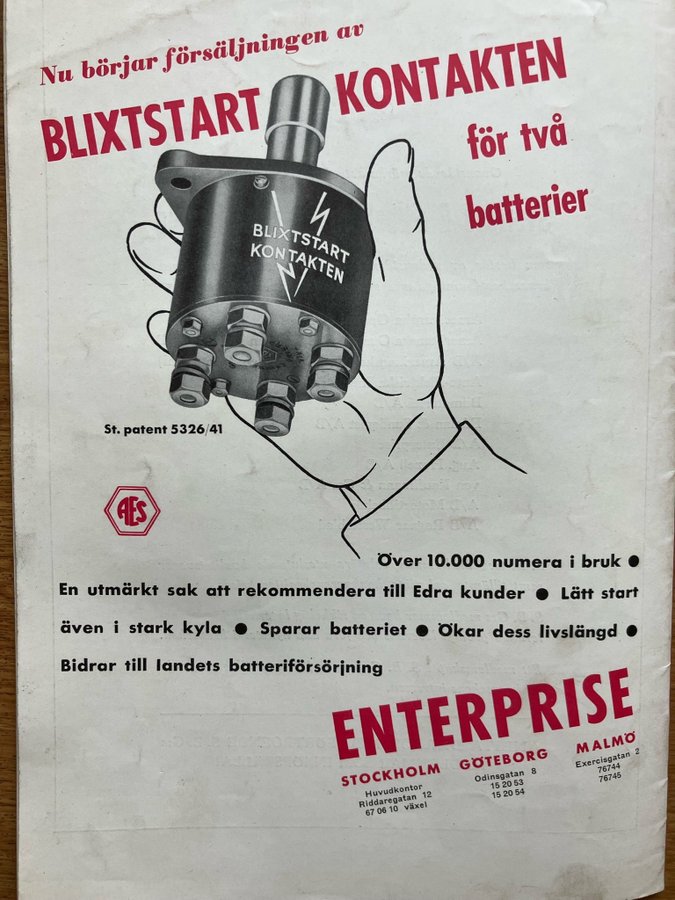 Nu börjar försäljningen av
BLIXTSTART KONTAKTEN
för två
batterier
BLIXTSTART
KONTAKTEN
St. patent 5326/41
AES
Över 10.000 numera i bruk ●
En utmärkt sak att rekommendera till Edra kunder ● Lätt start
även i stark kyla ● Sparar batteriet ● Ökar dess livslängd ●
Bidrar till landets batteriförsörjning
ENTERPRISE
STOCKHOLM
Huvudkontor
Riddaregatan 12
67 06 10 växel
GÖTEBORG
Odinsgatan 8
15 20 53
15 20 54
MALMÖ
Exercisgatan 2
76744
76745